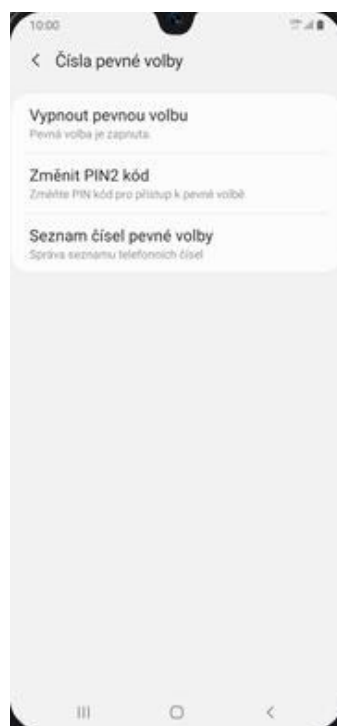 10:00
Čísla pevné volby
Vypnout pevnou volbu
Pevná volba je zapnuta.
Změnit PIN2 kód
Změňte PIN kód pro přístup k pevné volbě.
Seznam čísel pevné volby
Správa seznamu telefonních čísel